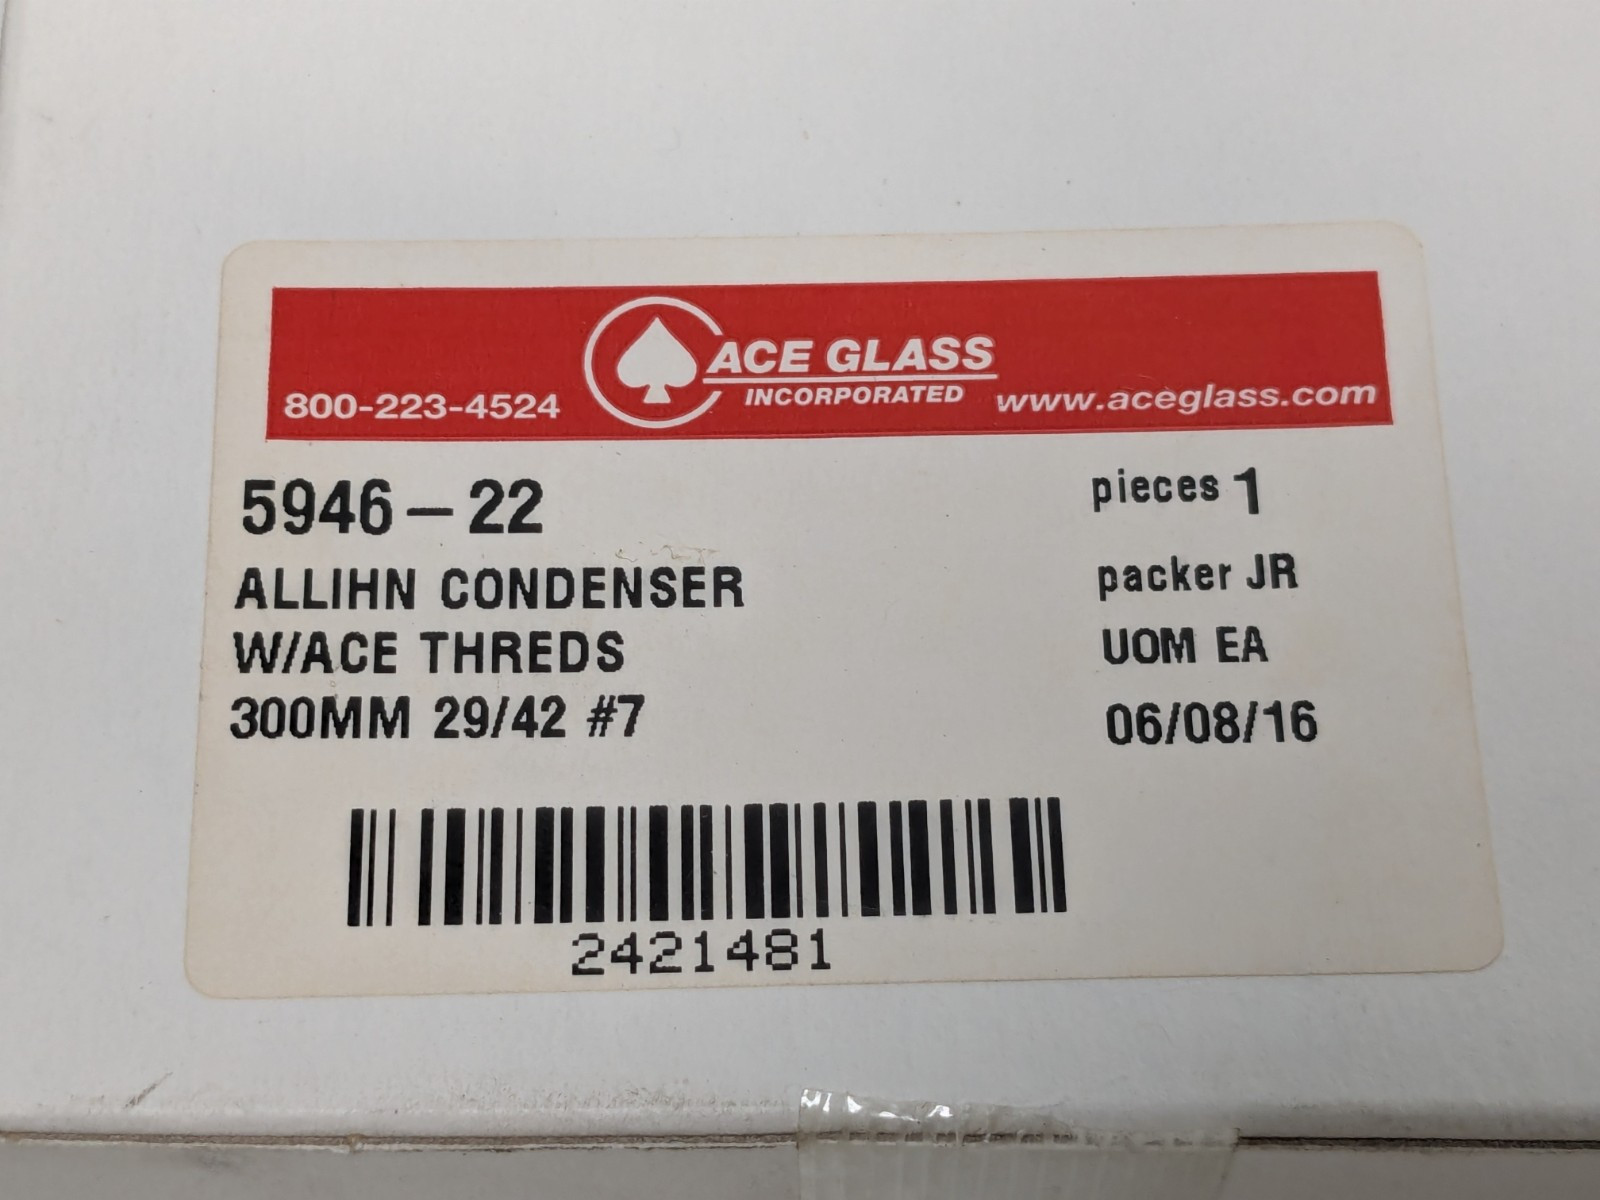 800-223-4524
ACE GLASS
INCORPORATED
www.aceglass.com
5946-22
ALLIHN CONDENSER
W/ACE THREDS
300MM 29/42 #7
pieces 1
packer JR
UOM EA
06/08/16
2421481